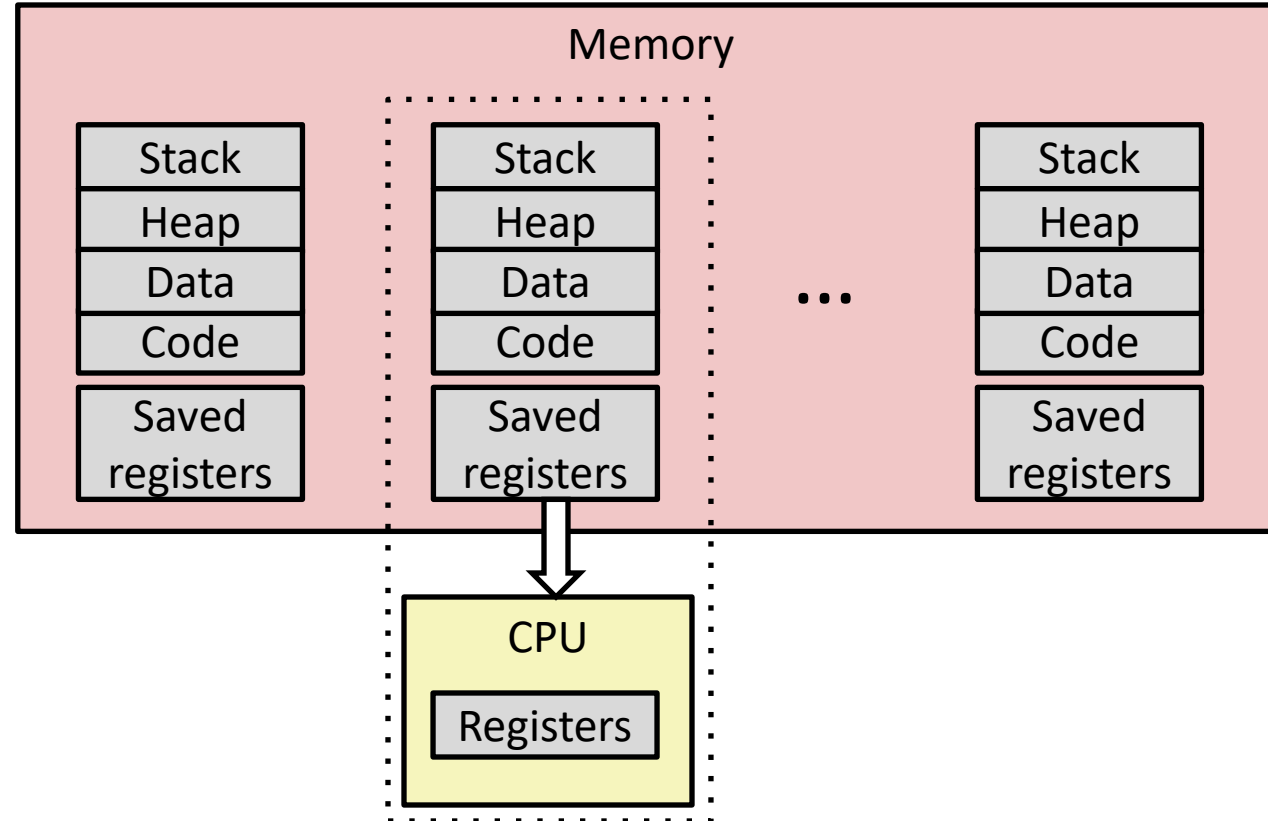 Memory
Stack
Heap
Data
Code
Saved
registers
Stack
Heap
Data
Code
Saved
registers
...
Stack
Heap
Data
Code
Saved
registers
CPU
Registers